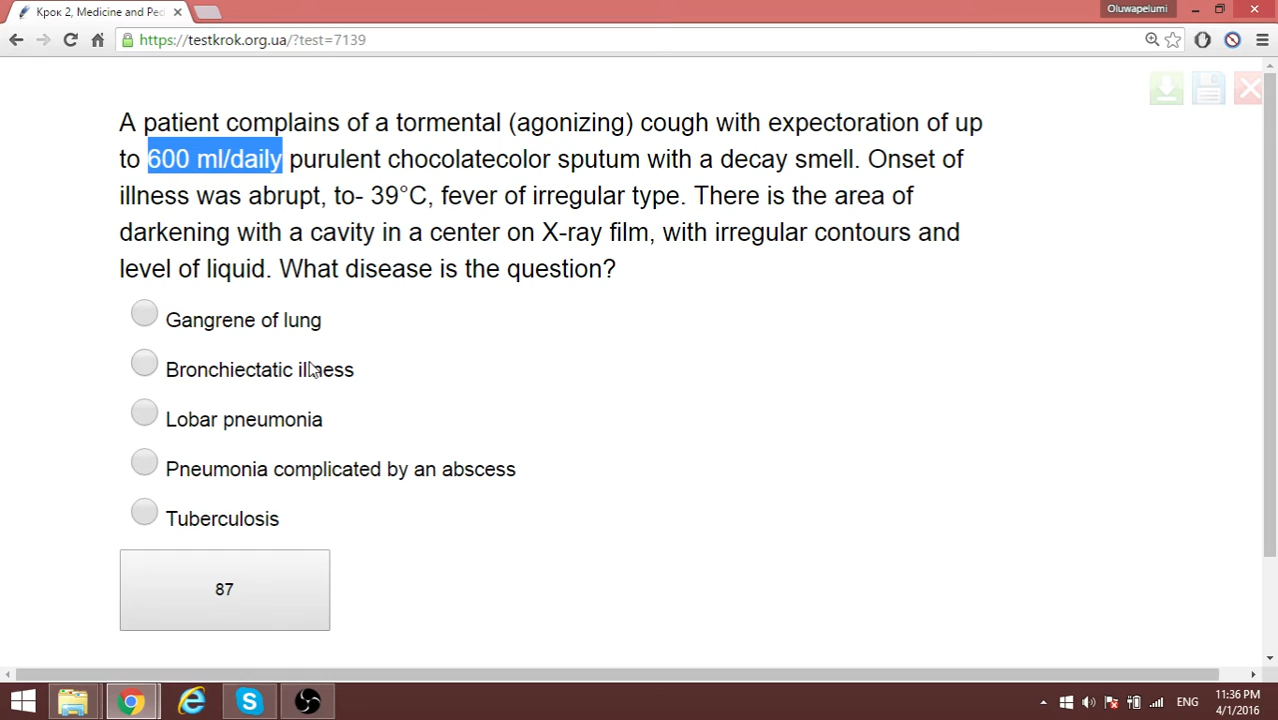 Крок 2, Medicine and Ped
Oluwapelumi
https://testkrok.org.ua/?test=7139
A patient complains of a tormental (agonizing) cough with expectoration of up
to 600 ml/daily purulent chocolatecolor sputum with a decay smell. Onset of
illness was abrupt, to- 39°C, fever of irregular type. There is the area of
darkening with a cavity in a center on X-ray film, with irregular contours and
level of liquid. What disease is the question?
Gangrene of lung
Bronchiectatic illness
Lobar pneumonia
Pneumonia complicated by an abscess
Tuberculosis
87
ENG
11:36 PM
4/1/2016